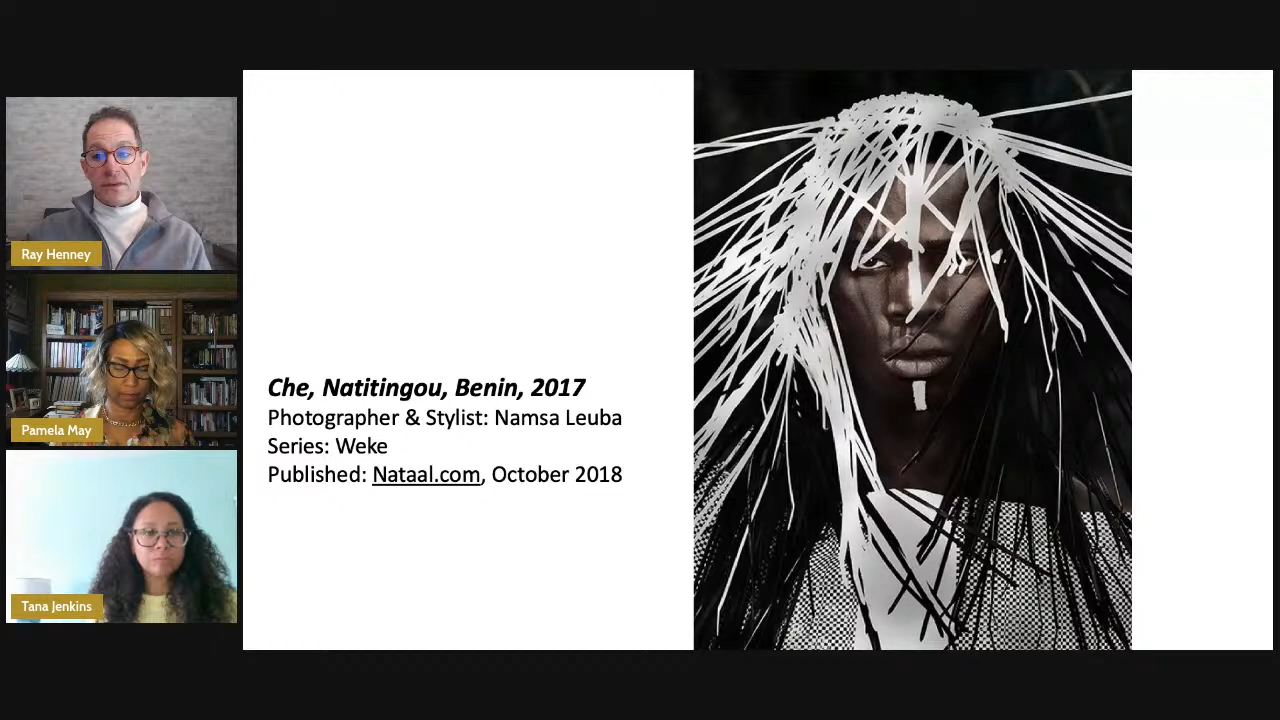 Ray Henney
Pamela May
Tana Jenkins
Che, Natitingou, Benin, 2017
Photographer & Stylist: Namsa Leuba
Series: Weke
Published: Nataal.com, October 2018